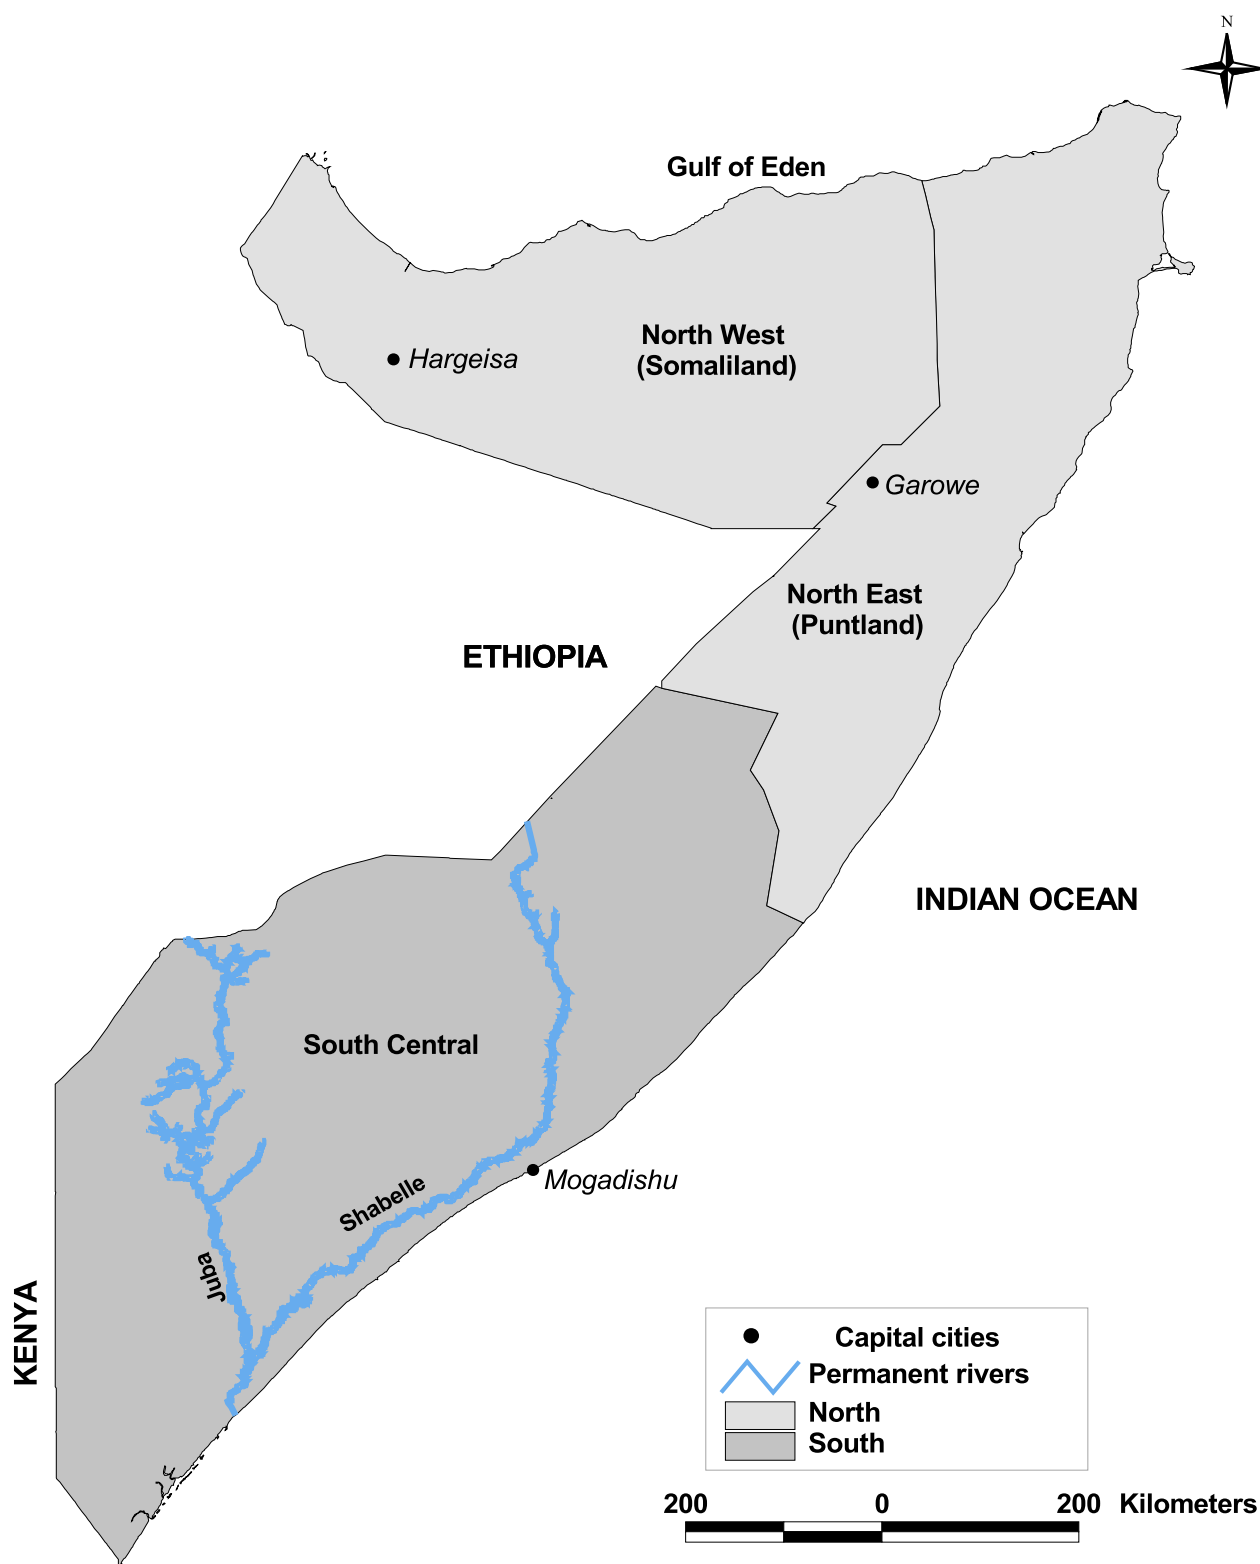 N
Gulf of Eden
North West
(Somaliland)
Hargeisa
Garowe
North East
(Puntland)
ETHIOPIA
INDIAN OCEAN
South Central
Mogadishu
Shabelle
Juba
KENYA
Capital cities
Permanent rivers
North
South
200 0 200 Kilometers